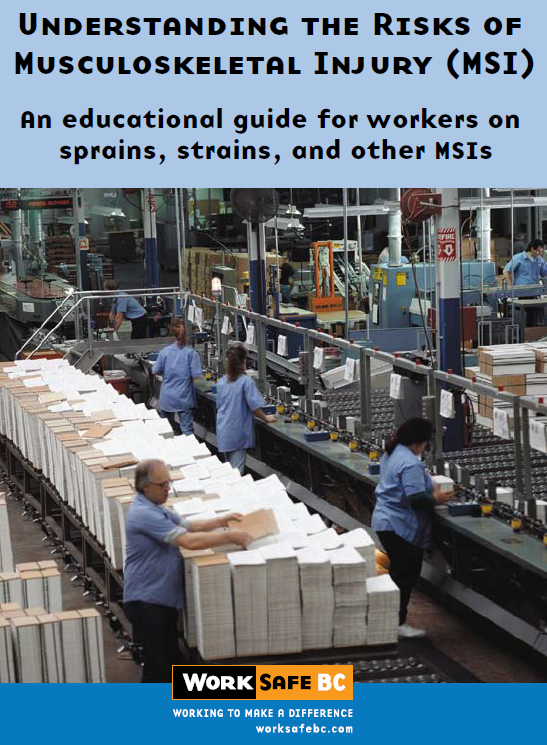 Understanding the Risks of
Musculoskeletal Injury (MSI)
An educational guide for workers on
sprains, strains, and other MSIs
FIRE
WORK SAFE BC
WORKING TO MAKE A DIFFERENCE
worksafebc.com